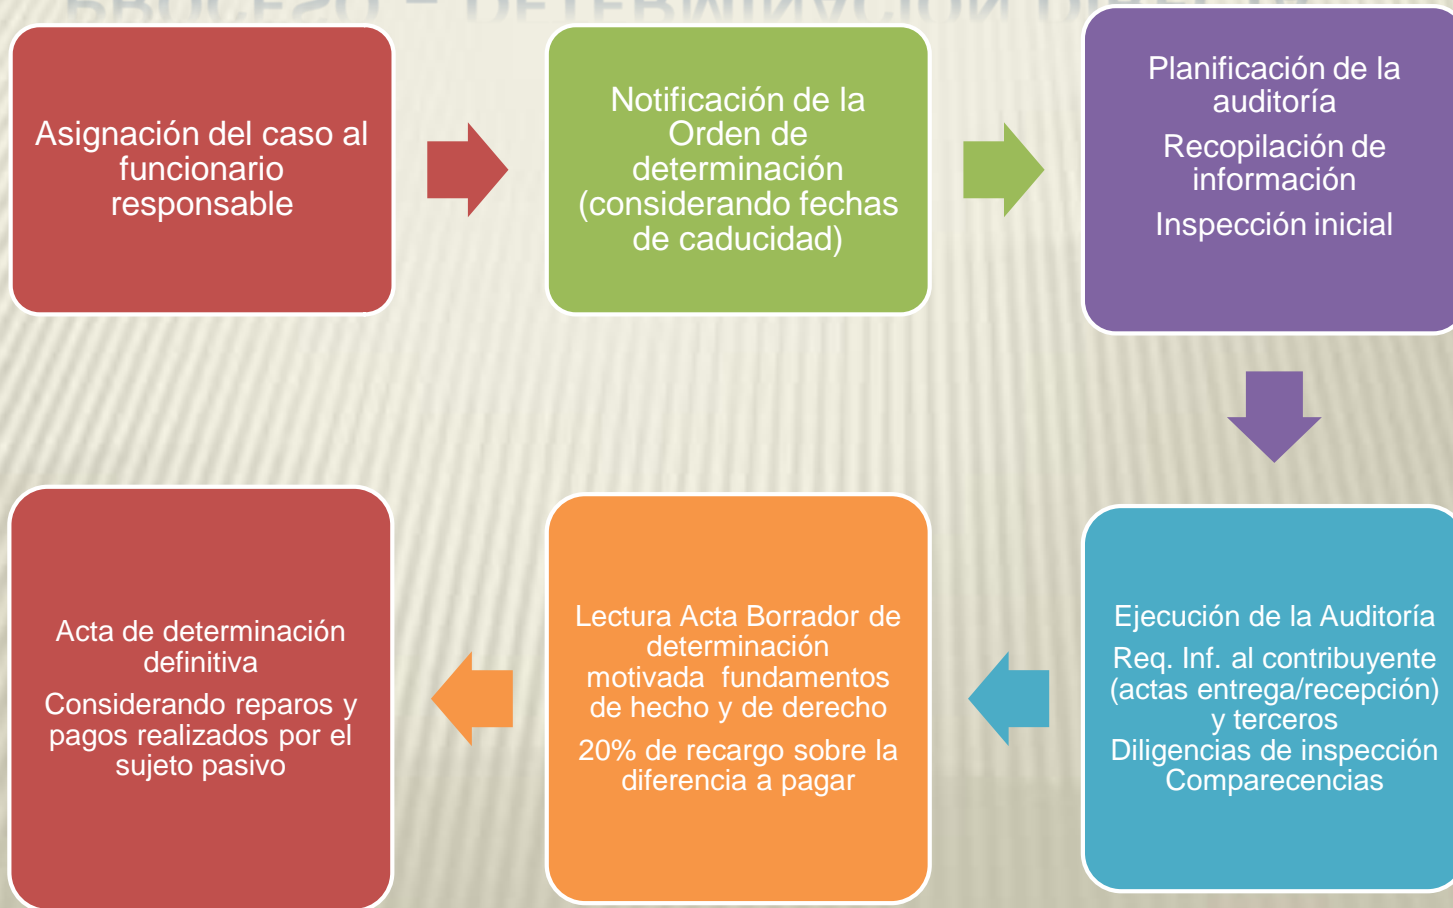 PROCESO – DETERMINACIÓN DIRECTA
Asignación del caso al
funcionario
responsable
Notificación de la
Orden de
determinación
(considerando fechas
de caducidad)
Planificación de la
auditoría
Recopilación de
información
Inspección inicial
Ejecución de la Auditoría
Req. Inf. al contribuyente
(actas entrega/recepción)
y terceros
Diligencias de inspección
Comparecencias
Lectura Acta Borrador de
determinación
motivada fundamentos
de hecho y de derecho
20% de recargo sobre la
diferencia a pagar
Acta de determinación
definitiva
Considerando reparos y
pagos realizados por el
sujeto pasivo